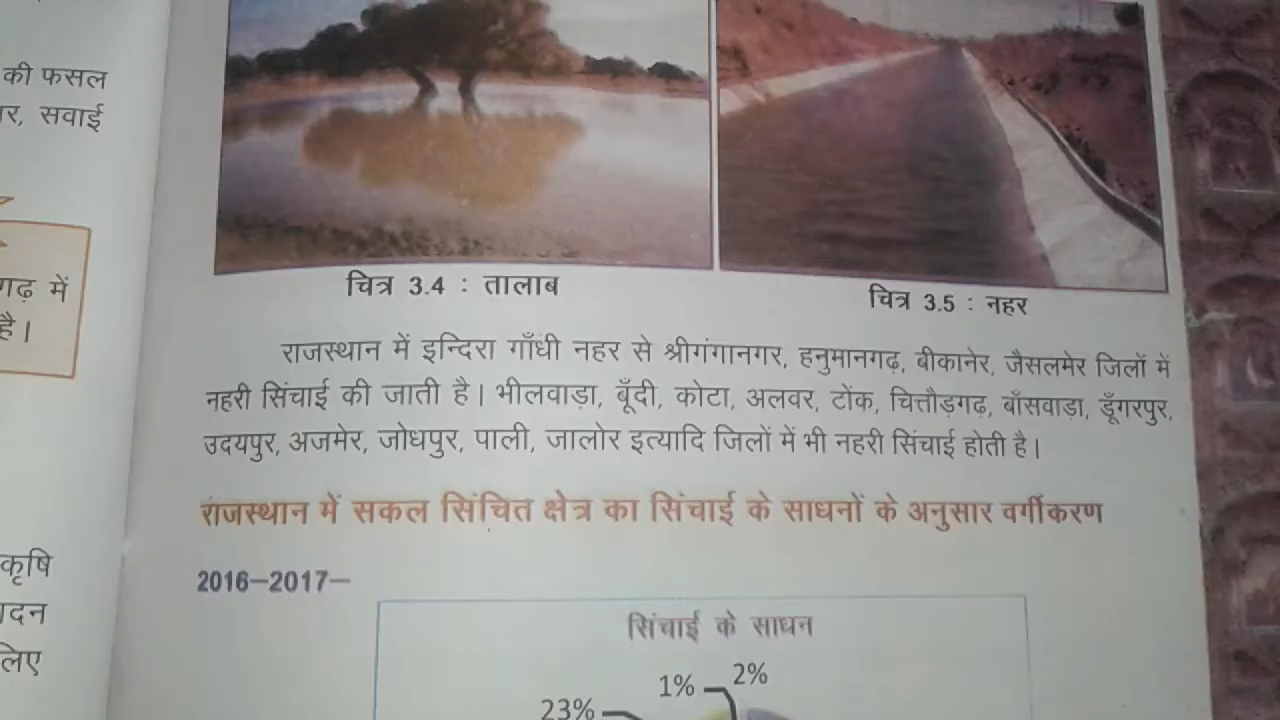 की फसल
सवाई
में
है।
कृषि
लिए
चित्र 3.4 : तालाब
चित्र 3.5 : नहर
राजस्थान में इन्दिरा गाँधी नहर से श्रीगंगानगर, हनुमानगढ़, बीकानेर, जैसलमेर जिलों में
नहरी सिंचाई की जाती है। भीलवाड़ा, बूँदी, कोटा, अलवर, टोंक, चित्तौड़गढ़, बाँसवाड़ा, डूँगरपुर,
उदयपुर, अजमेर, जोधपुर, पाली, जालोर इत्यादि जिलों में भी नहरी सिंचाई होती है।
राजस्थान में सकल सिंचित क्षेत्र का सिंचाई के साधनों के अनुसार वर्गीकरण
2016–2017–
सिंचाई के साधन
1% 2%
23%